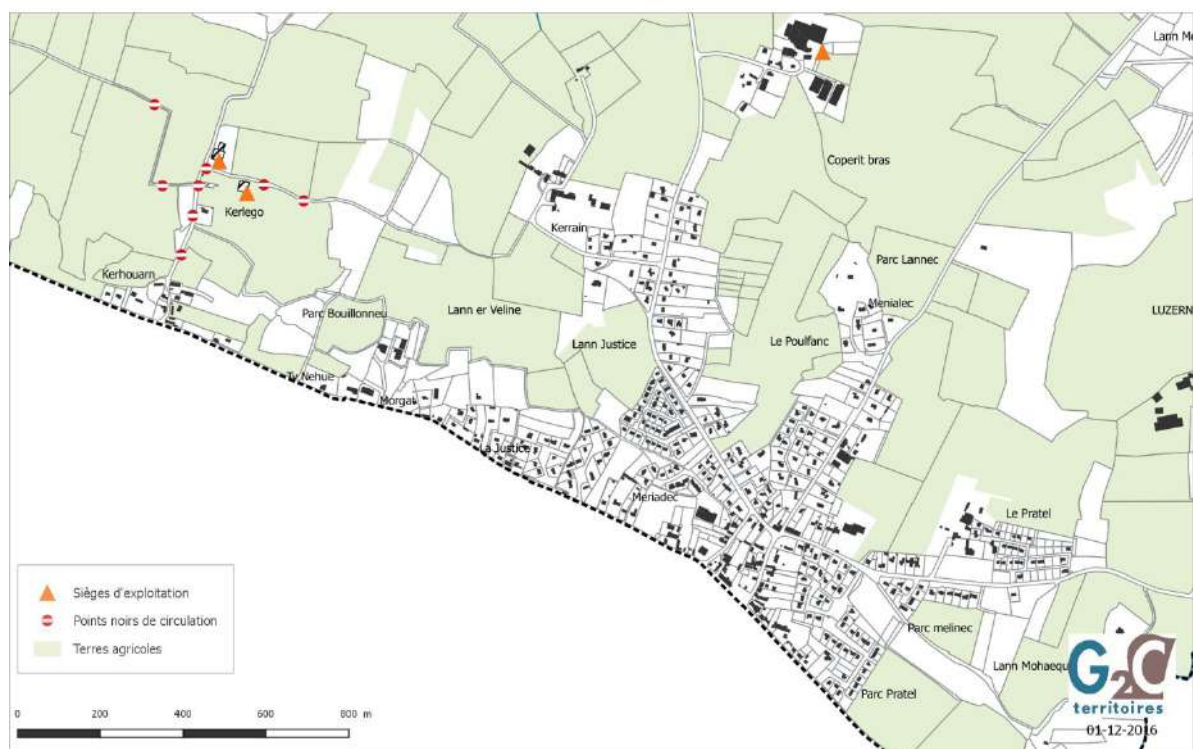 Lann Me
Coperit bras
Kerlego
Kerrain
Parc Lannec
Kerhouarn
Menialec
Parc Bouillonneu
Lann er Veline
LUZERN
Lann Justice
Le Poulfanc
Ty Nehue
Morgat
La Justice
Meriadec
Le Pratel
Sièges d'exploitation
Points noirs de circulation
Terres agricoles
Parc melinec
Lann Mohaequ
Parc Pratel
G2C
territoires
01-12-2016
0 200 400 600 800 m